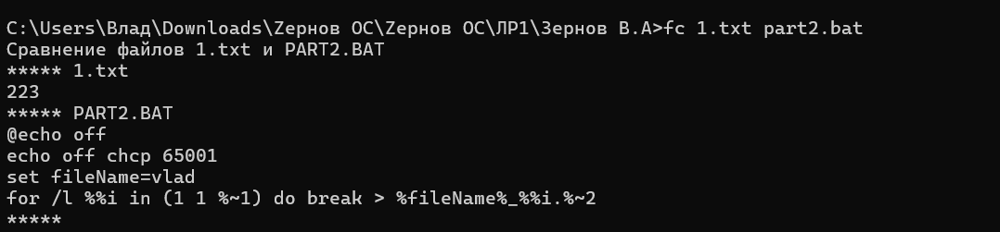 C:\Users\Влад\Downloads\Zернов ОС\Zернов ОС\ЛР1\Зернов В.А>fc 1.txt part2.bat
Сравнение файлов 1.txt и PART2.BAT
***** 1.txt
223
***** PART2.BAT
@echo off
echo off chcp 65001
set fileName=vlad
for /l %%i in (1 1 %~1) do break > %fileName%_%%i.%~2
*****